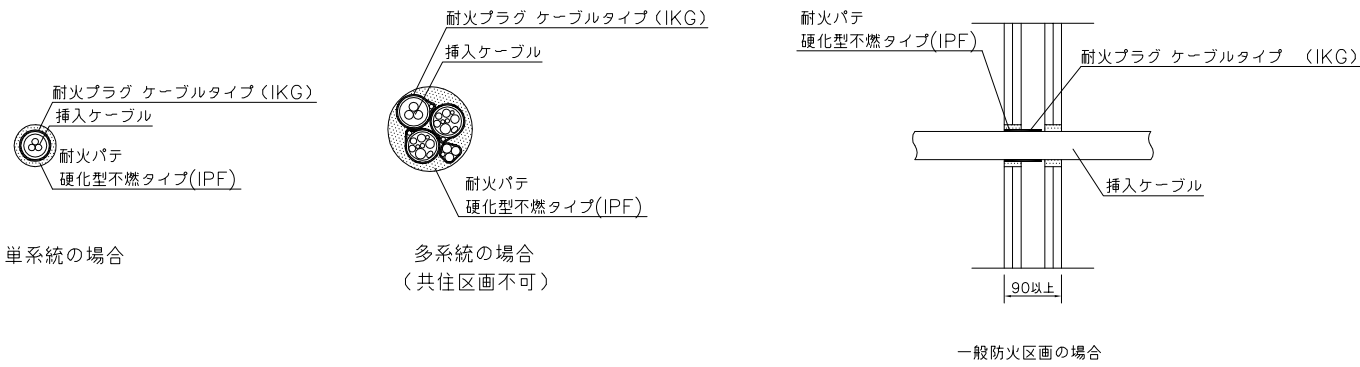 耐火プラグ ケーブルタイプ（IKG）
挿入ケーブル
耐火パテ
硬化型不燃タイプ(IPF)
単系統の場合
耐火プラグ ケーブルタイプ（IKG）
挿入ケーブル
耐火パテ
硬化型不燃タイプ(IPF)
多系統の場合
（共住区画不可）
耐火パテ
硬化型不燃タイプ(IPF)
耐火プラグ ケーブルタイプ （IKG）
挿入ケーブル
90以上
一般防火区画の場合